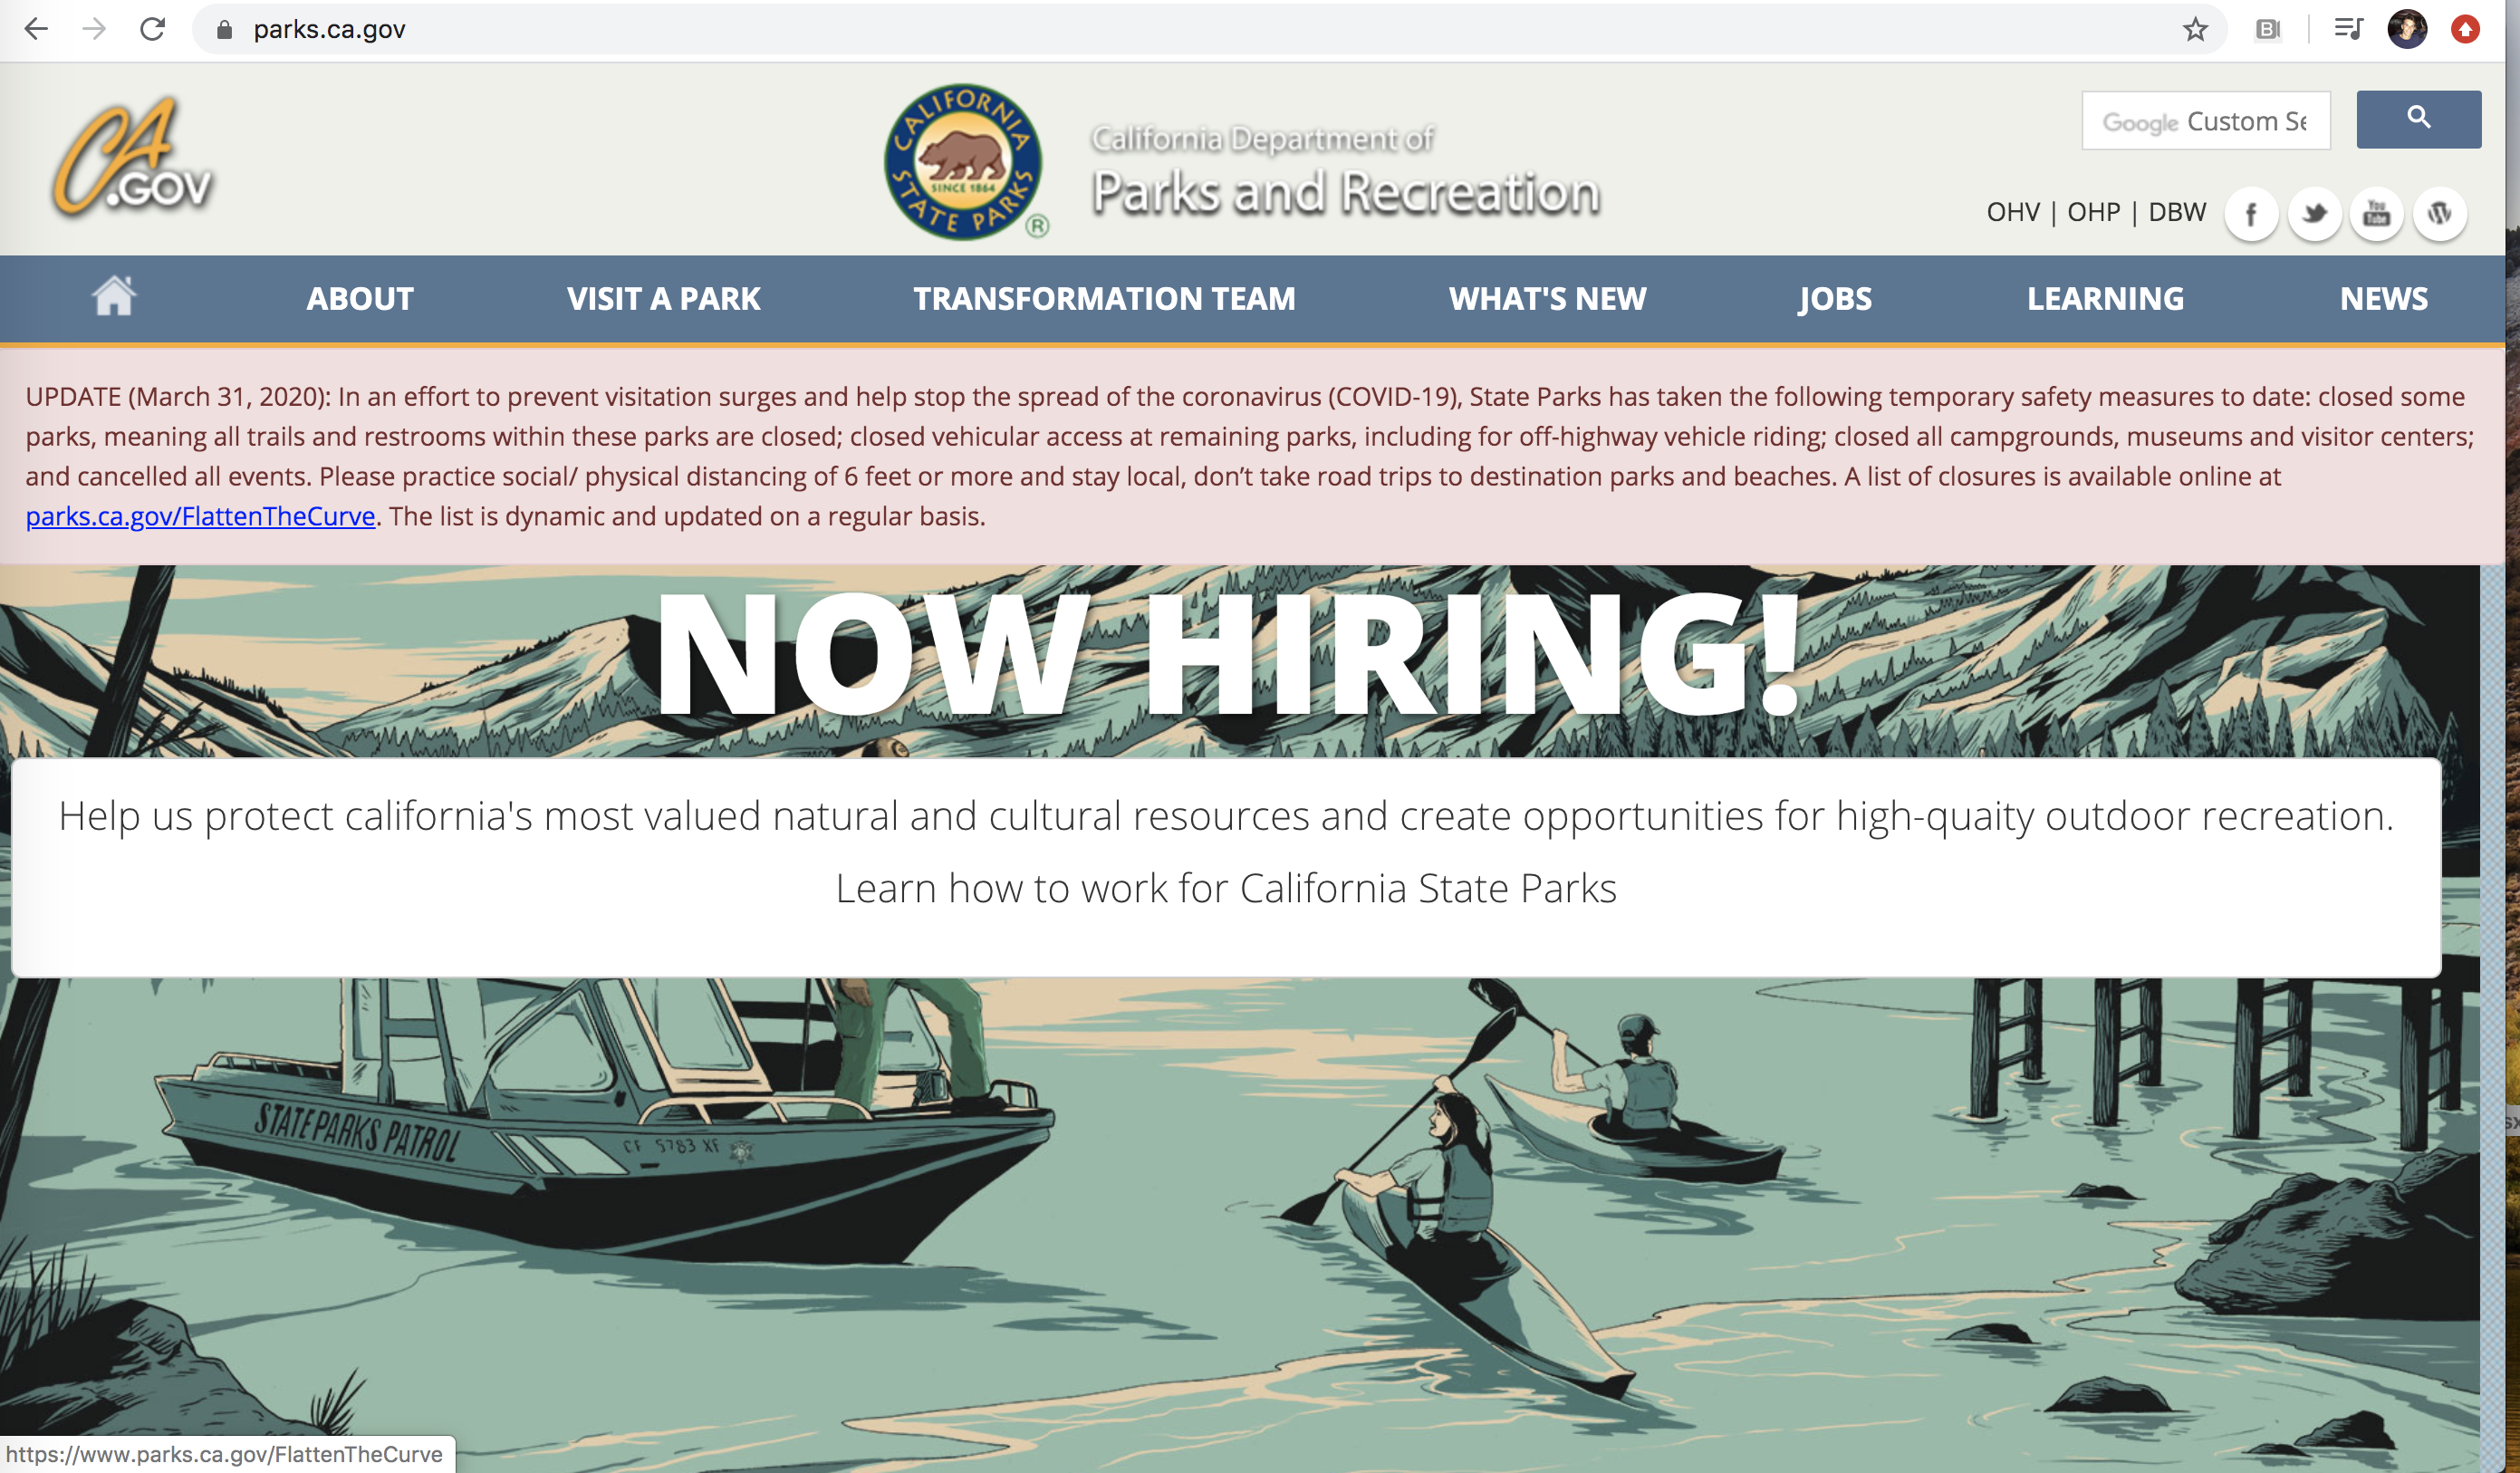 parks.ca.gov
CA
.GOV
CALIFORNIA
SINCE 1864
STATE PARKS
®
California Department of
Parks and Recreation
Google Custom Se
OHV | OHP | DBW
f
You
Tube
ABOUT
VISIT A PARK
TRANSFORMATION TEAM
WHAT'S NEW
JOBS
LEARNING
NEWS
UPDATE (March 31, 2020): In an effort to prevent visitation surges and help stop the spread of the coronavirus (COVID-19), State Parks has taken the following temporary safety measures to date: closed some
parks, meaning all trails and restrooms within these parks are closed; closed vehicular access at remaining parks, including for off-highway vehicle riding; closed all campgrounds, museums and visitor centers;
and cancelled all events. Please practice social/ physical distancing of 6 feet or more and stay local, don’t take road trips to destination parks and beaches. A list of closures is available online at
parks.ca.gov/FlattenTheCurve. The list is dynamic and updated on a regular basis.
NOW HIRING!
Help us protect california's most valued natural and cultural resources and create opportunities for high-quaity outdoor recreation.
Learn how to work for California State Parks
STATE PARKS PATROL
CF 5783 XF
https://www.parks.ca.gov/FlattenTheCurve